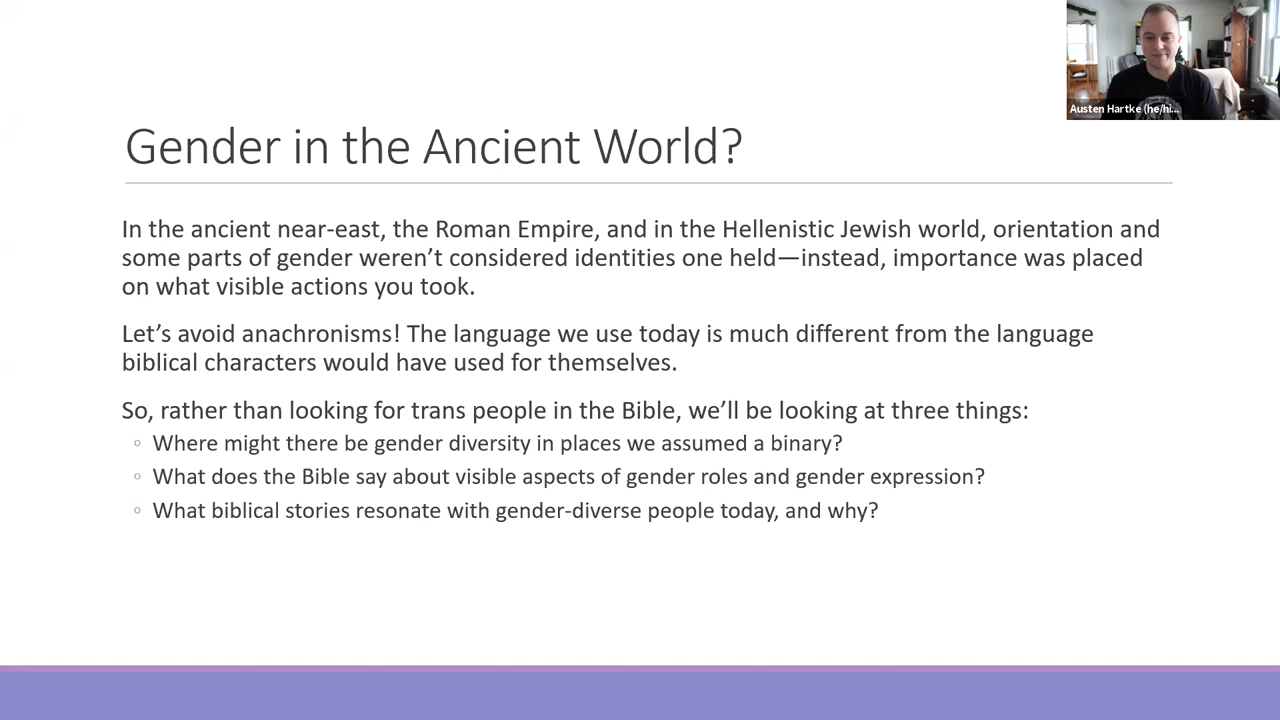 Austen Hartke (he/hi...
Gender in the Ancient World?
In the ancient near-east, the Roman Empire, and in the Hellenistic Jewish world, orientation and
some parts of gender weren’t considered identities one held—instead, importance was placed
on what visible actions you took.
Let’s avoid anachronisms! The language we use today is much different from the language
biblical characters would have used for themselves.
So, rather than looking for trans people in the Bible, we’ll be looking at three things:
◦ Where might there be gender diversity in places we assumed a binary?
◦ What does the Bible say about visible aspects of gender roles and gender expression?
◦ What biblical stories resonate with gender-diverse people today, and why?